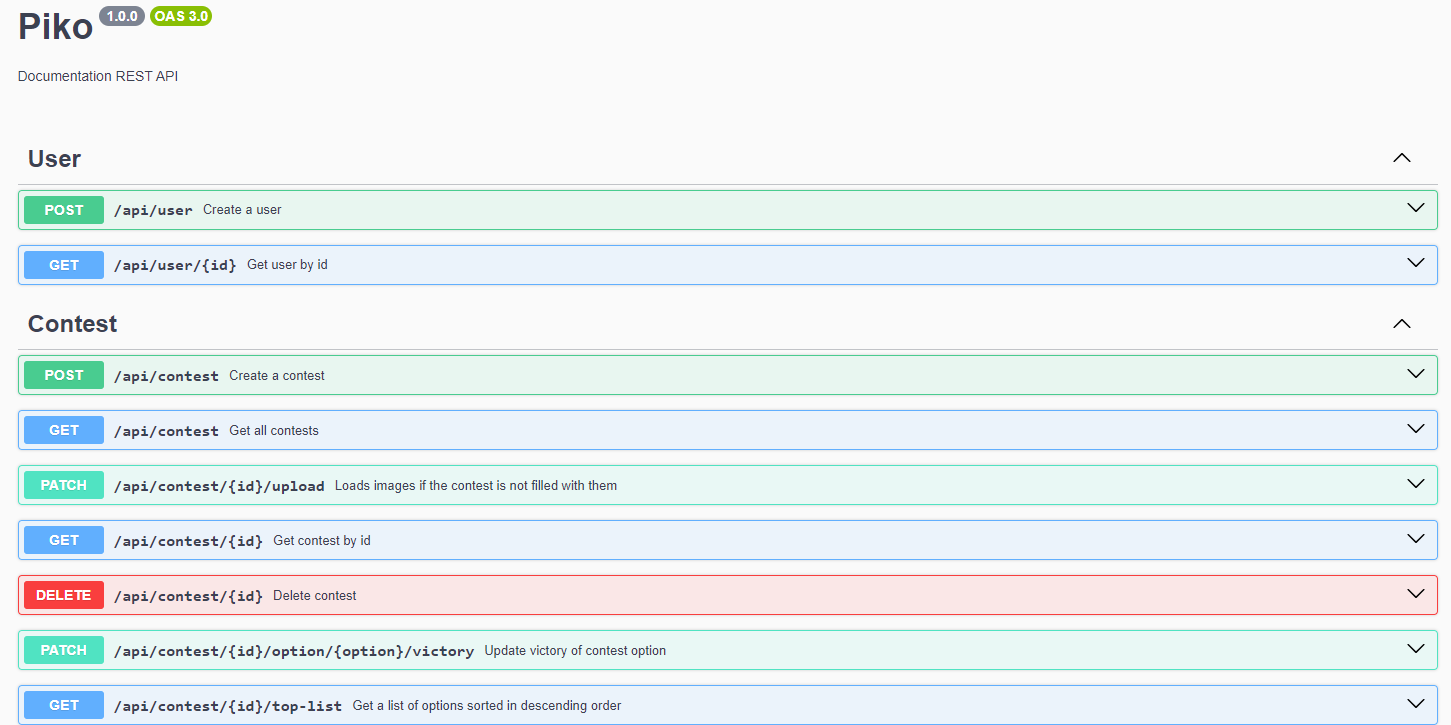 Piko 1.0.0 OAS 3.0
Documentation REST API
User
POST /api/user Create a user
GET /api/user/{id} Get user by id
Contest
POST /api/contest Create a contest
GET /api/contest Get all contests
PATCH /api/contest/{id}/upload Loads images if the contest is not filled with them
GET /api/contest/{id} Get contest by id
DELETE /api/contest/{id} Delete contest
PATCH /api/contest/{id}/option/{option}/victory Update victory of contest option
GET /api/contest/{id}/top-list Get a list of options sorted in descending order